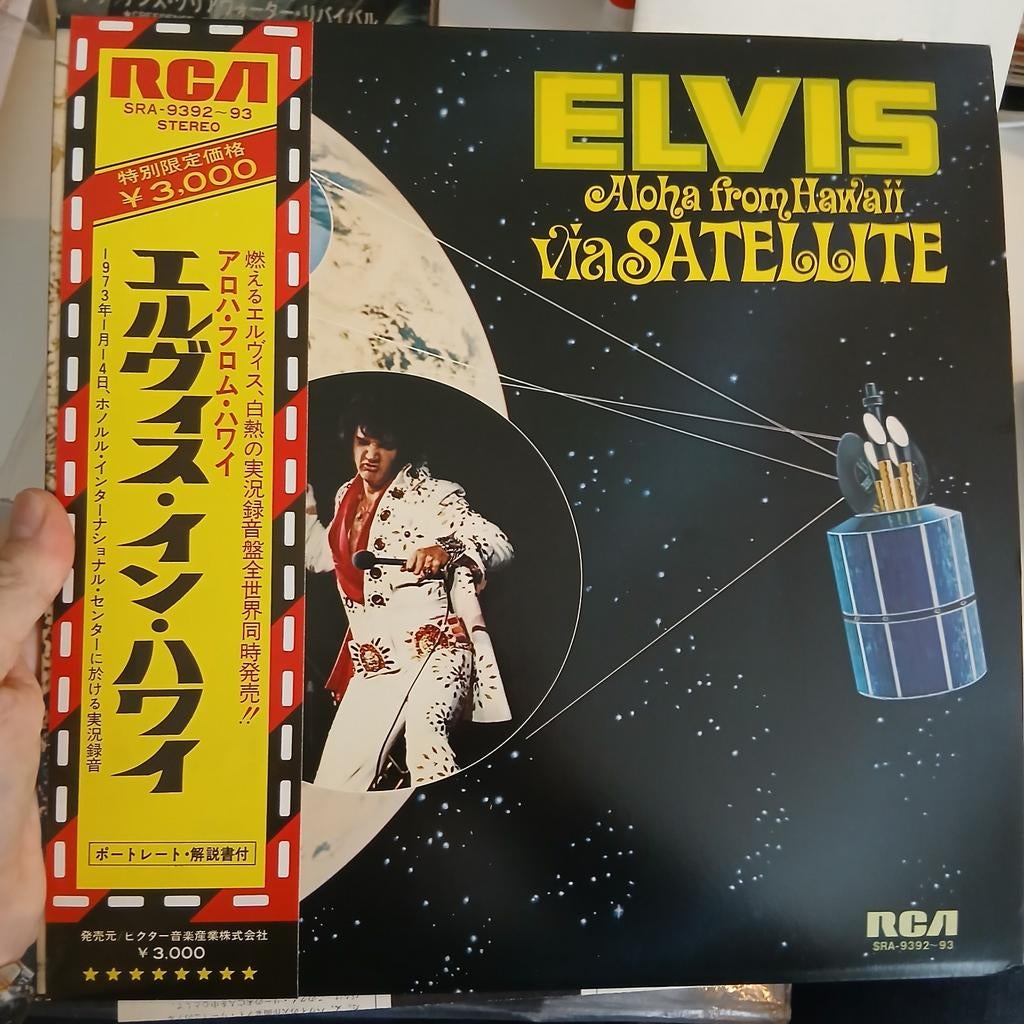 RCA
SRA-9392~93
STEREO
特別限定価格
¥3,000
燃えるエルヴィス、白熱の実況録音盤全世界同時発売!!
アロハ・フロム・ハワイ
エルヴィス・イン・ハワイ
1973年1月14日、ホノルル・インターナショナル・センターに於ける実況録音
ポートレート・解説書付
発売元/ビクター音楽産業株式会社
¥3.000
ELVIS
Aloha from Hawaii
Via SATELLITE
RCA
SRA-9392~93